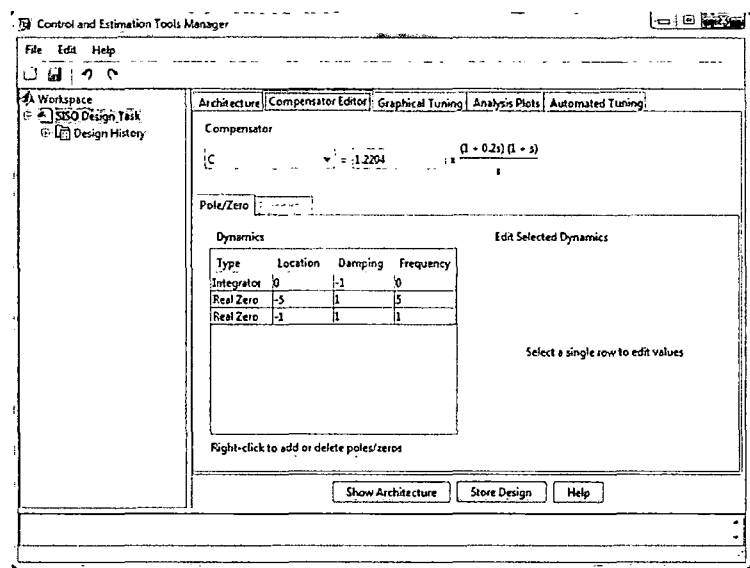 Control and Estimation Tools Manager
File Edit Help
Workspace
SISO Design Task
Design History
Architecture Compensator Editor Graphical Tuning Analysis Plots Automated Tuning
Compensator
C = 1.2204 x (1 + 0.2s) (1 + s)
s
Pole/Zero
Dynamics
Edit Selected Dynamics
Type Location Damping Frequency
Integrator 0 -1 0
Real Zero -5 1 5
Real Zero -1 1 1
Select a single row to edit values
Right-click to add or delete poles/zeros
Show Architecture Store Design Help